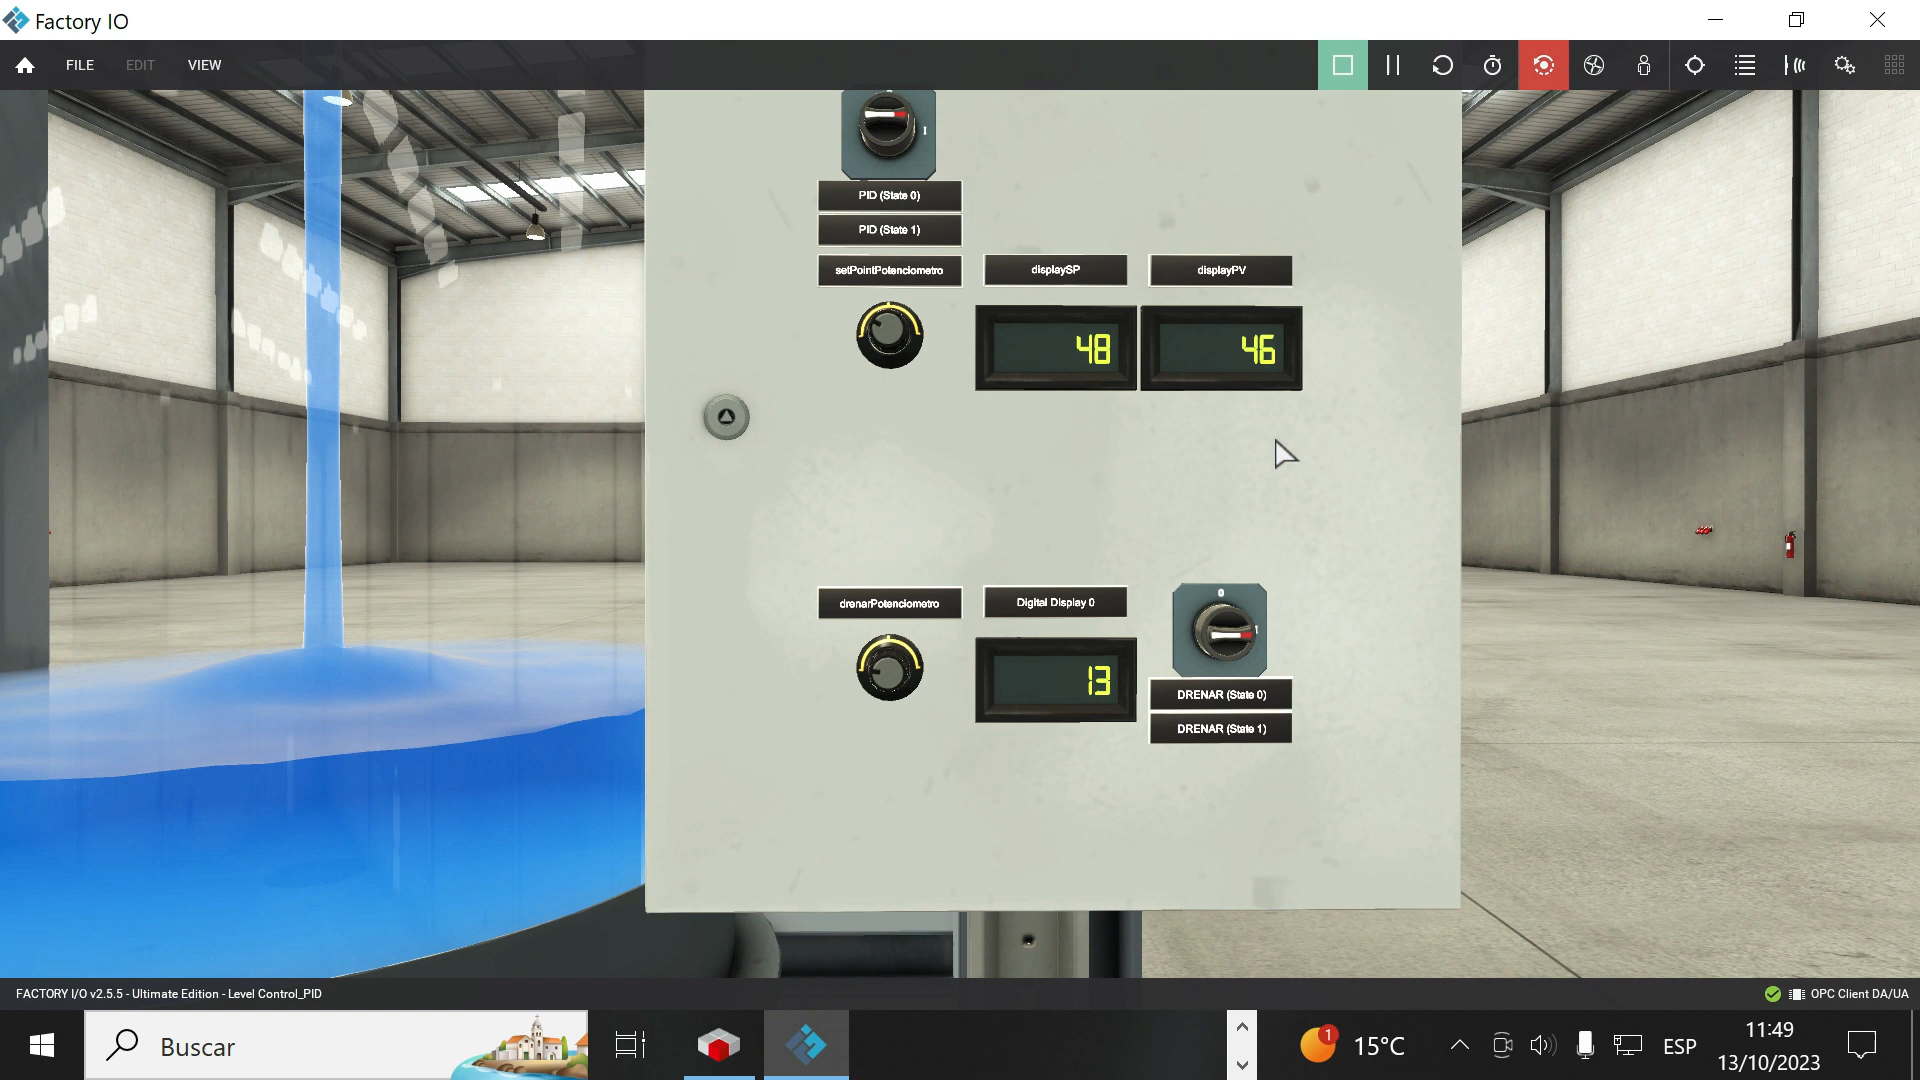 Factory IO
FILE EDIT VIEW
I
PID (State 0)
PID (State 1)
setPointPotenciometro displaySP displayPV
48 46
drenarPotenciometro Digital Display 0
0
I
13
DRENAR (State 0)
DRENAR (State 1)
FACTORY I/O v2.5.5 - Ultimate Edition - Level Control_PID
OPC Client DA/UA
Buscar
1
15°C
ESP
11:49
13/10/2023